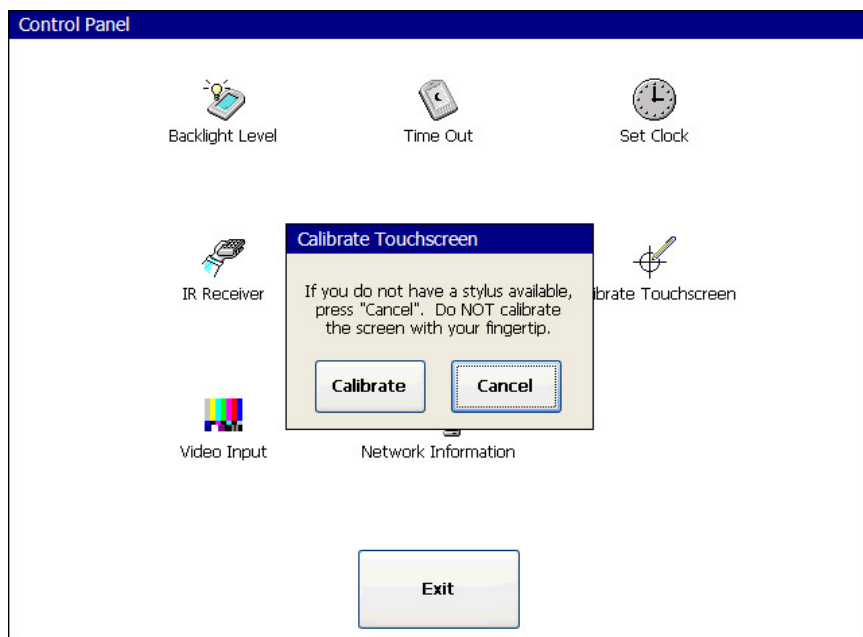 Control Panel
Backlight Level
Time Out
Set Clock
Calibrate Touchscreen
If you do not have a stylus available,
press "Cancel".  Do NOT calibrate
the screen with your fingertip.
Calibrate
Cancel
IR Receiver
ibrate Touchscreen
Video Input
Network Information
Exit